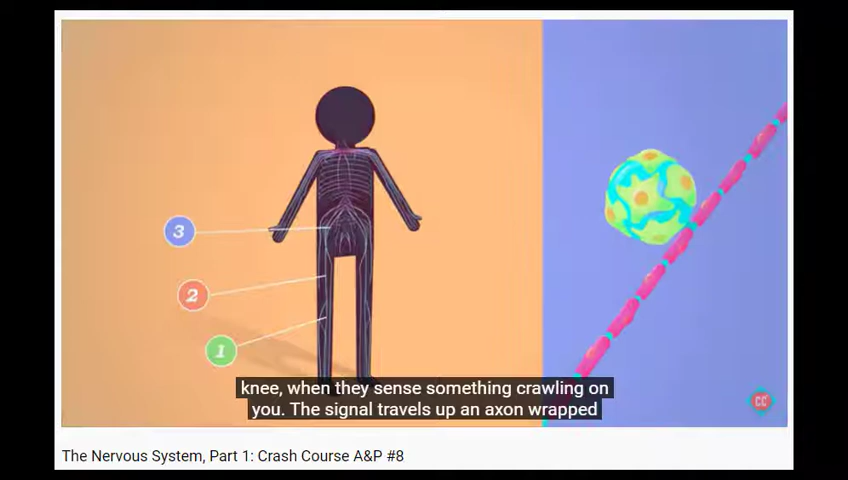 3
2
1
knee, when they sense something crawling on
you. The signal travels up an axon wrapped
CC
The Nervous System, Part 1: Crash Course A&P #8